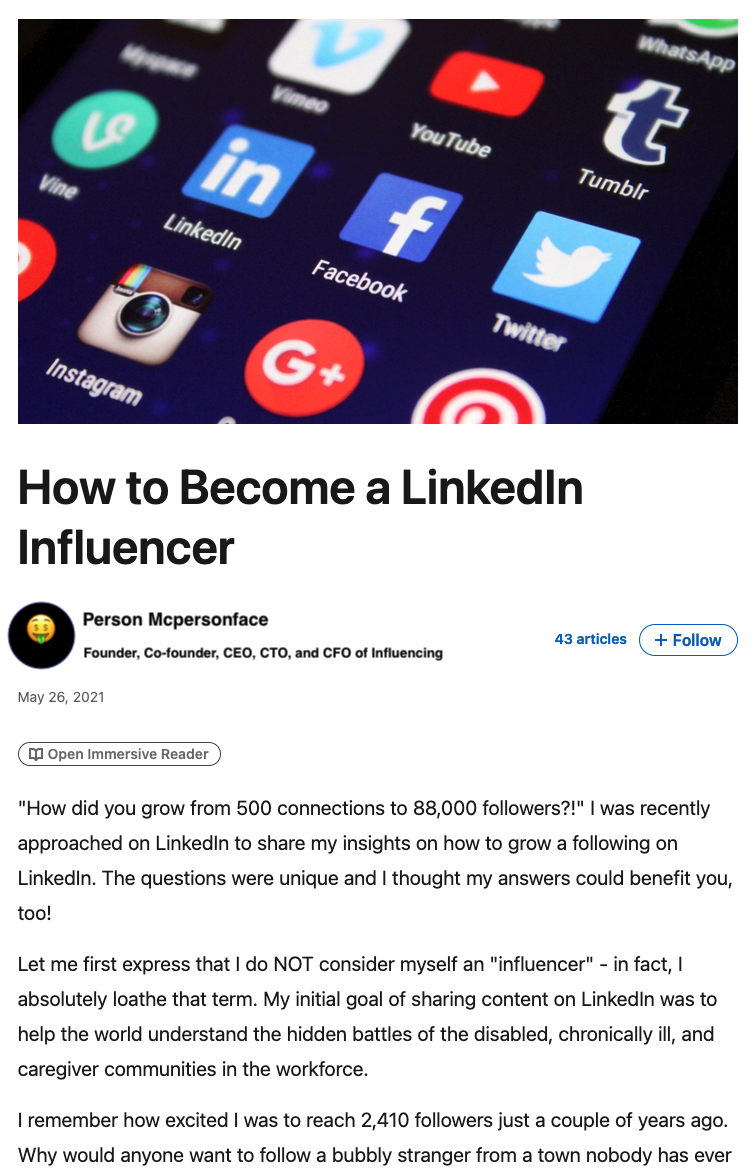 WhatsApp
Myspace
Vimeo
YouTube
Tumblr
Vine
in
LinkedIn
f
Facebook
t
Twitter
Instagram
G+
How to Become a LinkedIn
Influencer
Person Mcpersonface
Founder, Co-founder, CEO, CTO, and CFO of Influencing
43 articles
+ Follow
May 26, 2021
Open Immersive Reader
"How did you grow from 500 connections to 88,000 followers?!" I was recently
approached on LinkedIn to share my insights on how to grow a following on
LinkedIn. The questions were unique and I thought my answers could benefit you,
too!
Let me first express that I do NOT consider myself an "influencer" - in fact, I
absolutely loathe that term. My initial goal of sharing content on LinkedIn was to
help the world understand the hidden battles of the disabled, chronically ill, and
caregiver communities in the workforce.
I remember how excited I was to reach 2,410 followers just a couple of years ago.
Why would anyone want to follow a bubbly stranger from a town nobody has ever